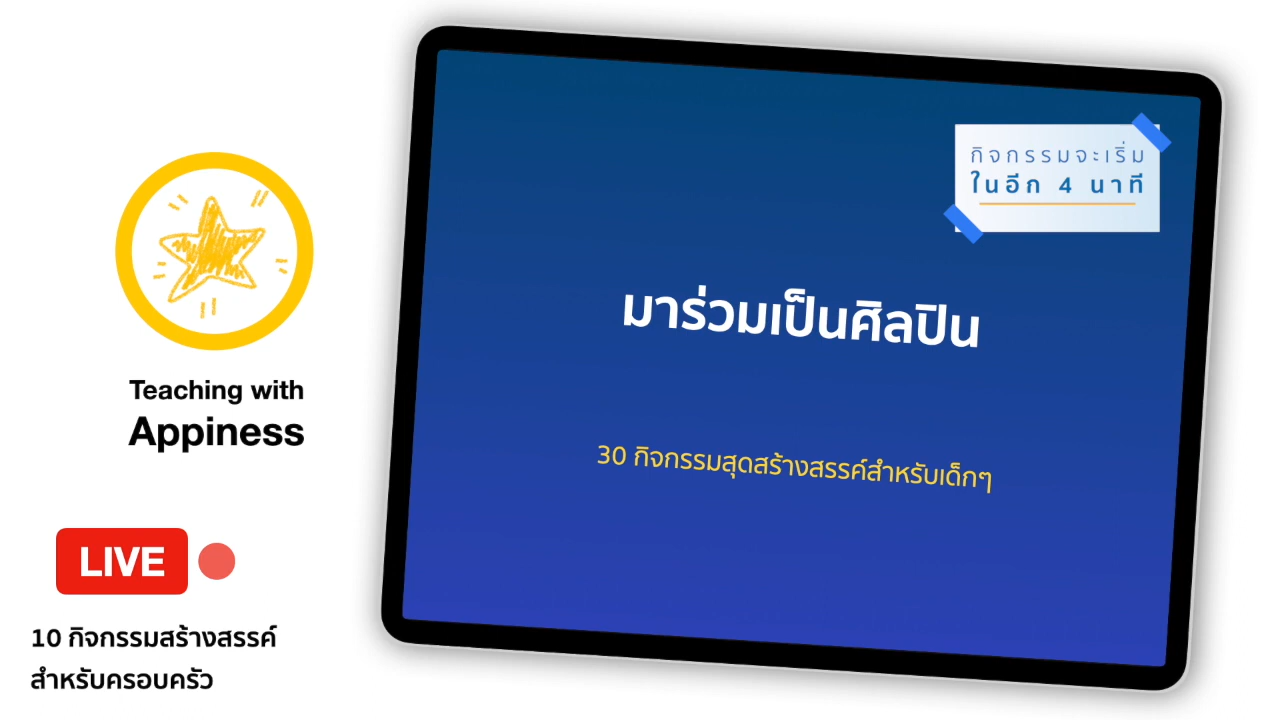 Teaching with
Appiness
LIVE
10 กิจกรรมสร้างสรรค์
สำหรับครอบครัว
กิจกรรมจะเริ่ม
ในอีก 4 นาที
มาร่วมเป็นศิลปิน
30 กิจกรรมสุดสร้างสรรค์สำหรับเด็กๆ